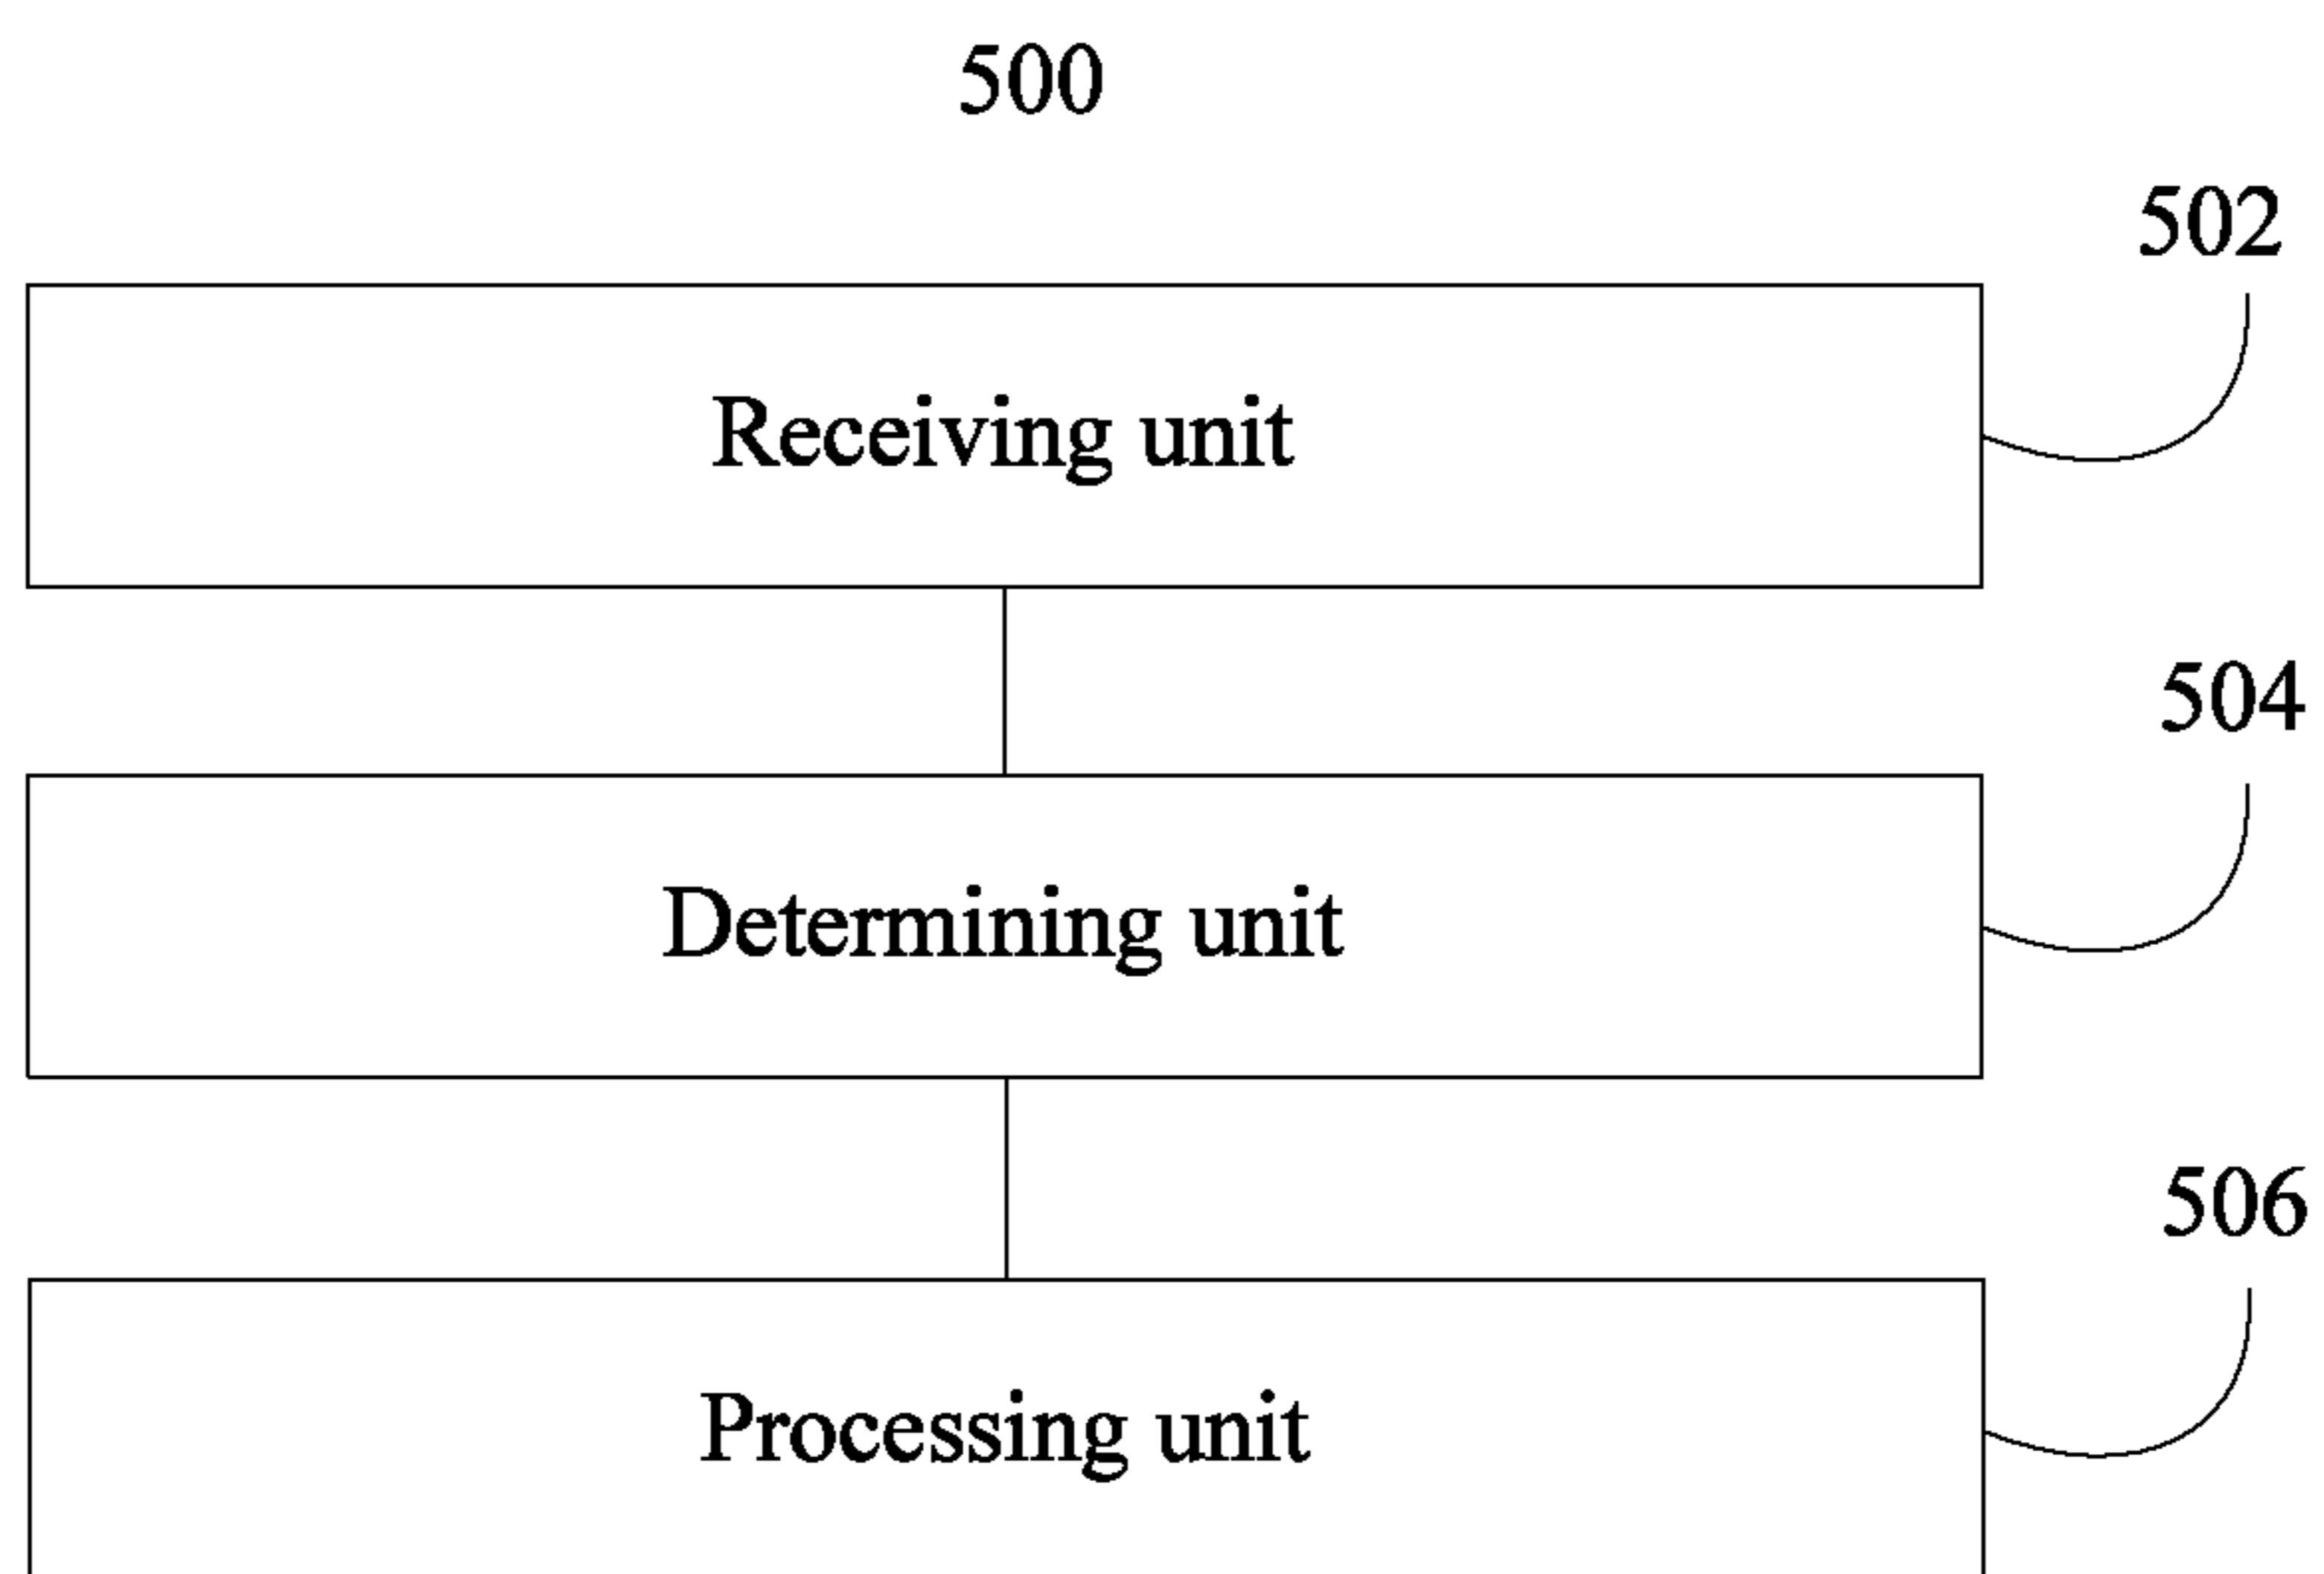 500
502
Receiving unit
504
Determining unit
506
Processing unit